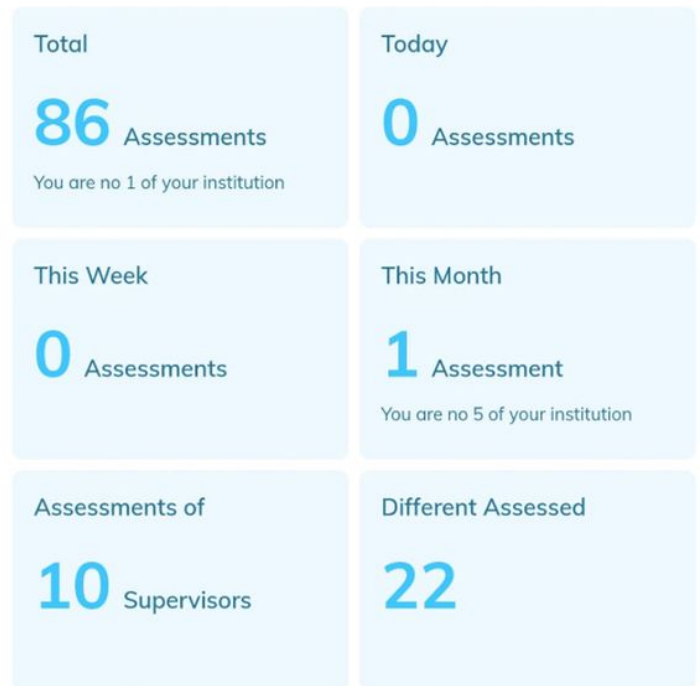 Total
86 Assessments
You are no 1 of your institution
Today
0 Assessments
This Week
0 Assessments
This Month
1 Assessment
You are no 5 of your institution
Assessments of
10 Supervisors
Different Assessed
22